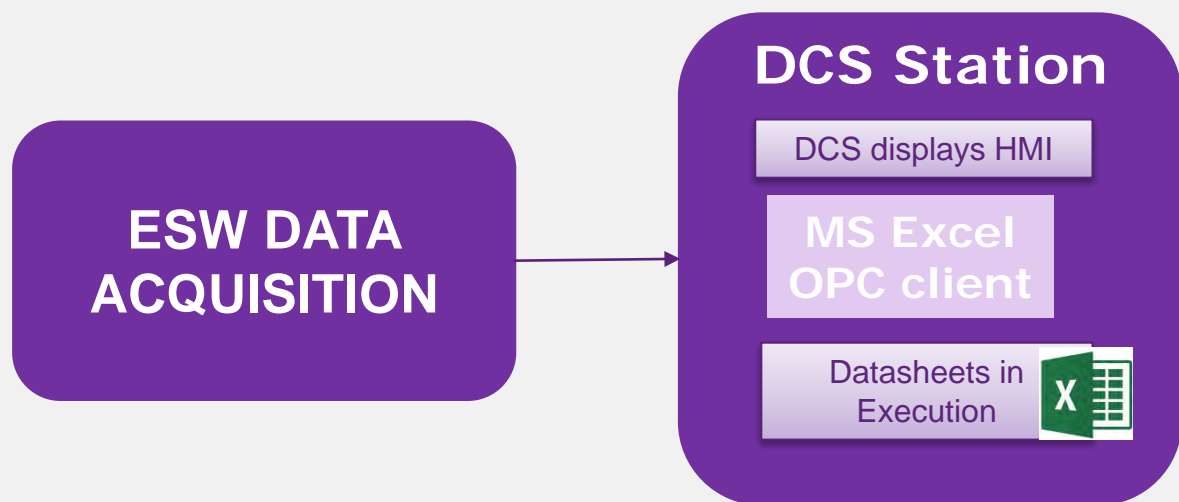 DCS Station
DCS displays HMI
ESW DATA
ACQUISITION
MS Excel
OPC client
Datasheets in
Execution
X